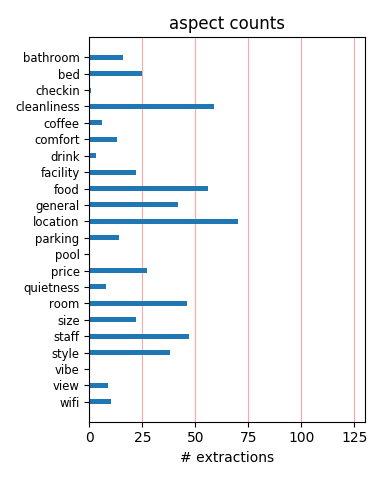 aspect counts
bathroom
bed
checkin
cleanliness
coffee
comfort
drink
facility
food
general
location
parking
pool
price
quietness
room
size
staff
style
vibe
view
wifi
0 25 50 75 100 125
# extractions